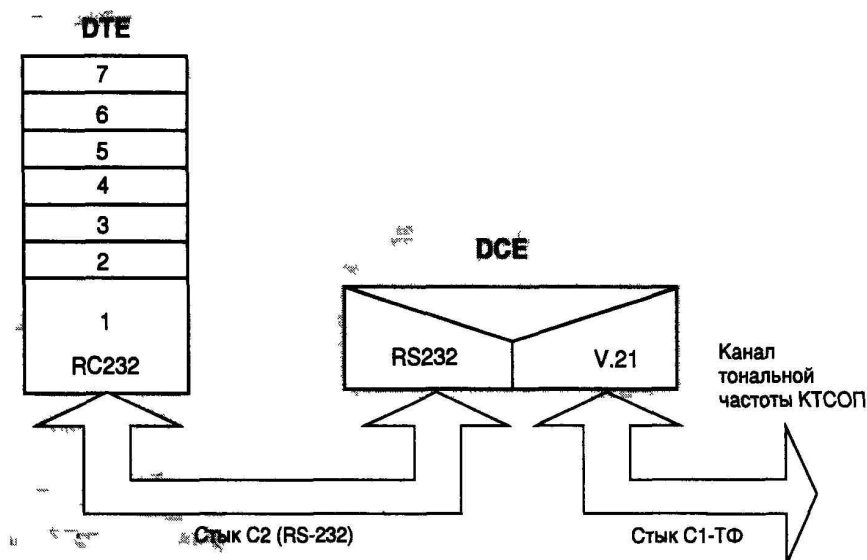 DTE
7
6
5
4
3
2
1
RC232
DCE
RS232
V.21
Канал
тональной
частоты КТСОП
Стык С2 (RS-232)
Стык С1-ТФ